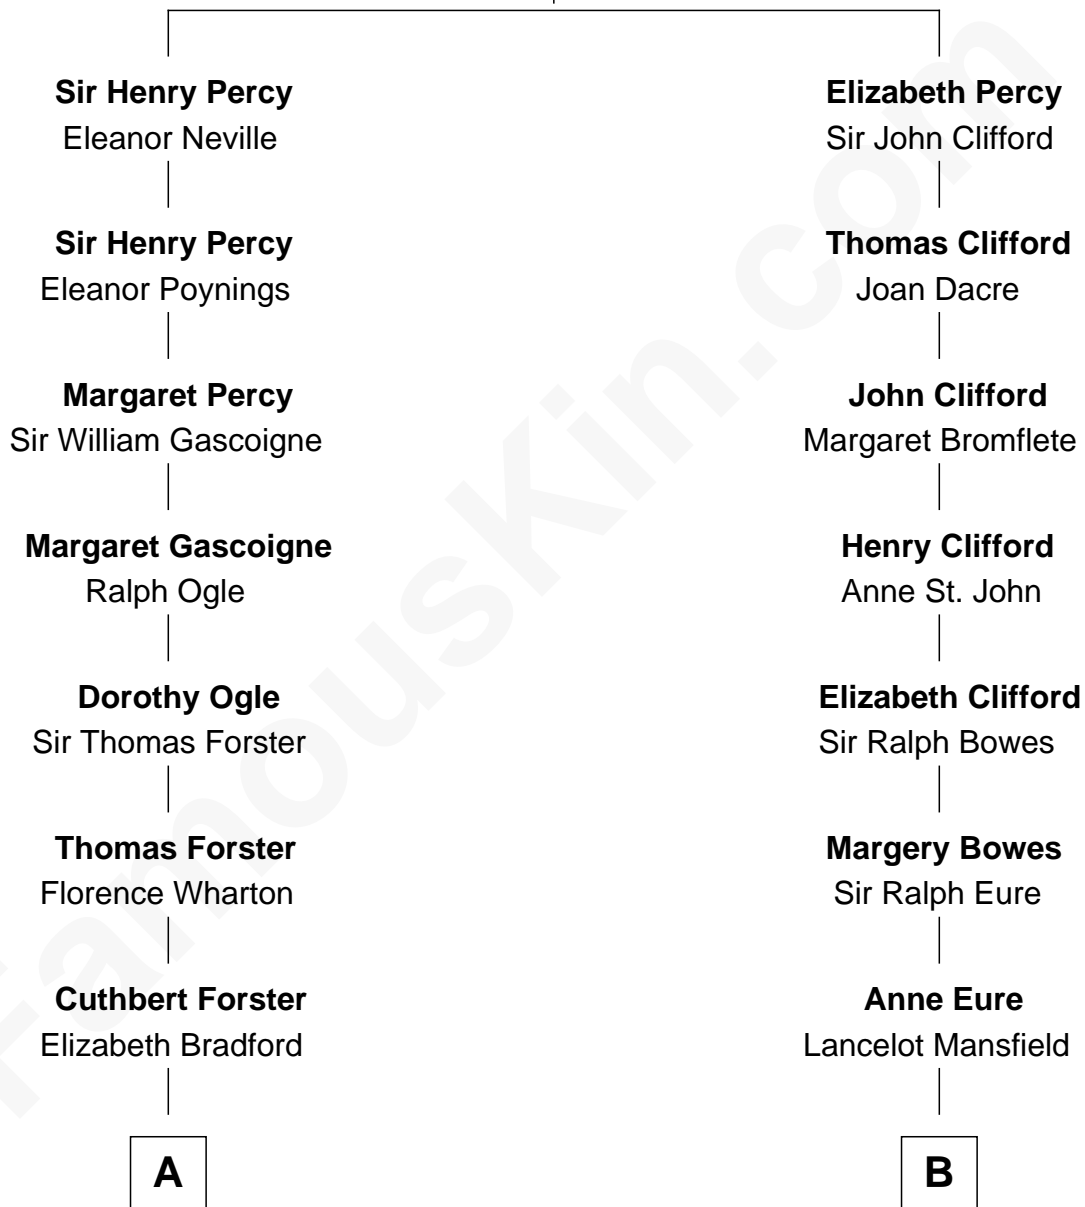 Sir Henry Percy
Eleanor Neville
Sir Henry Percy
Eleanor Poynings
Margaret Percy
Sir William Gascoigne
Margaret Gascoigne
Ralph Ogle
Dorothy Ogle
Sir Thomas Forster
Thomas Forster
Florence Wharton
Cuthbert Forster
Elizabeth Bradford
A
Elizabeth Percy
Sir John Clifford
Thomas Clifford
Joan Dacre
John Clifford
Margaret Bromflete
Henry Clifford
Anne St. John
Elizabeth Clifford
Sir Ralph Bowes
Margery Bowes
Sir Ralph Eure
Anne Eure
Lancelot Mansfield
B
FamousKin.com